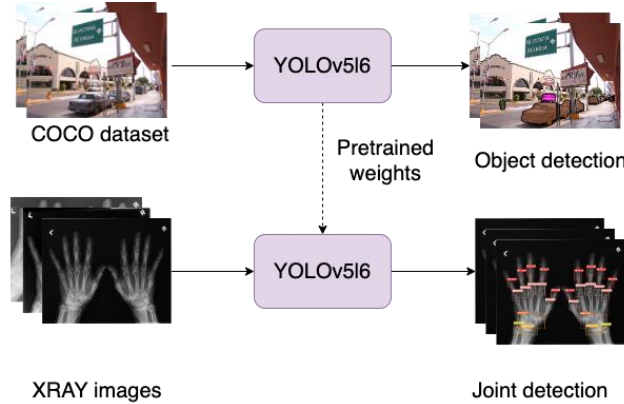 YOLOv5l6
COCO dataset
Object detection
Pretrained
weights
YOLOv5l6
XRAY images
Joint detection